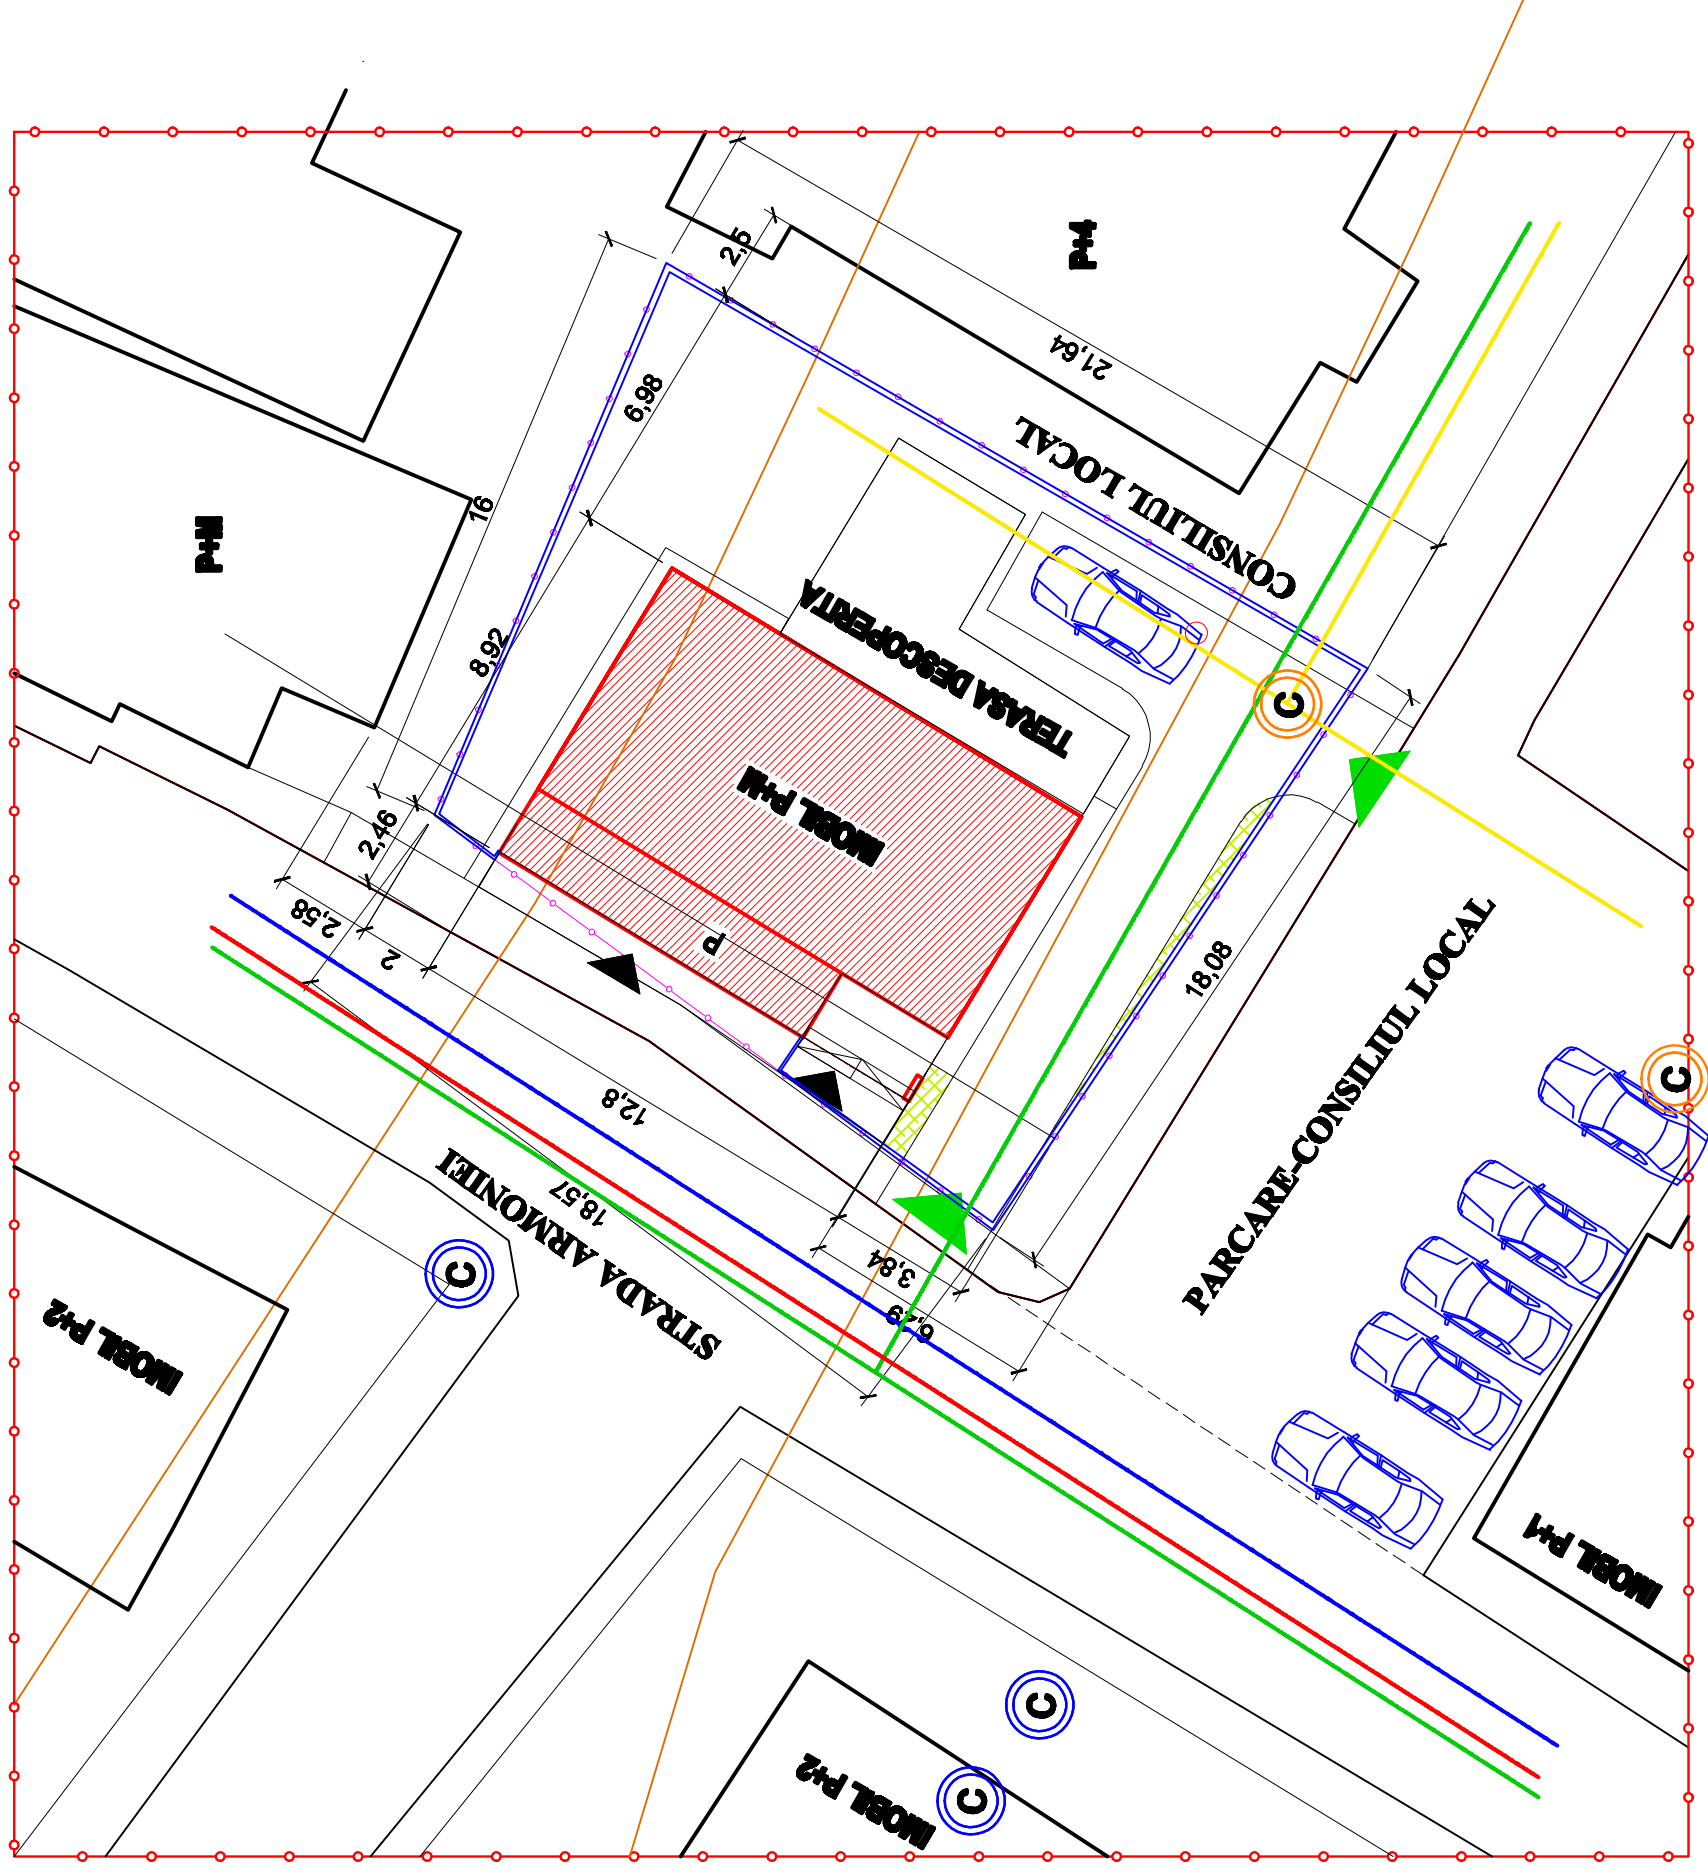 P+4
2,5
21,64
6,98
CONSILIUL LOCAL
16
P+M
TERASA DESCOPERITA
8,92
C
IMOBIL P+M
2,46
2,58
P
2
18,08
PARCARE-CONSILIUL LOCAL
C
12,8
STRADA ARMONIEI
18,57
3,84
C
6,29
IMOBIL P+2
IMOBIL P+1
C
IMOBIL P+2
C